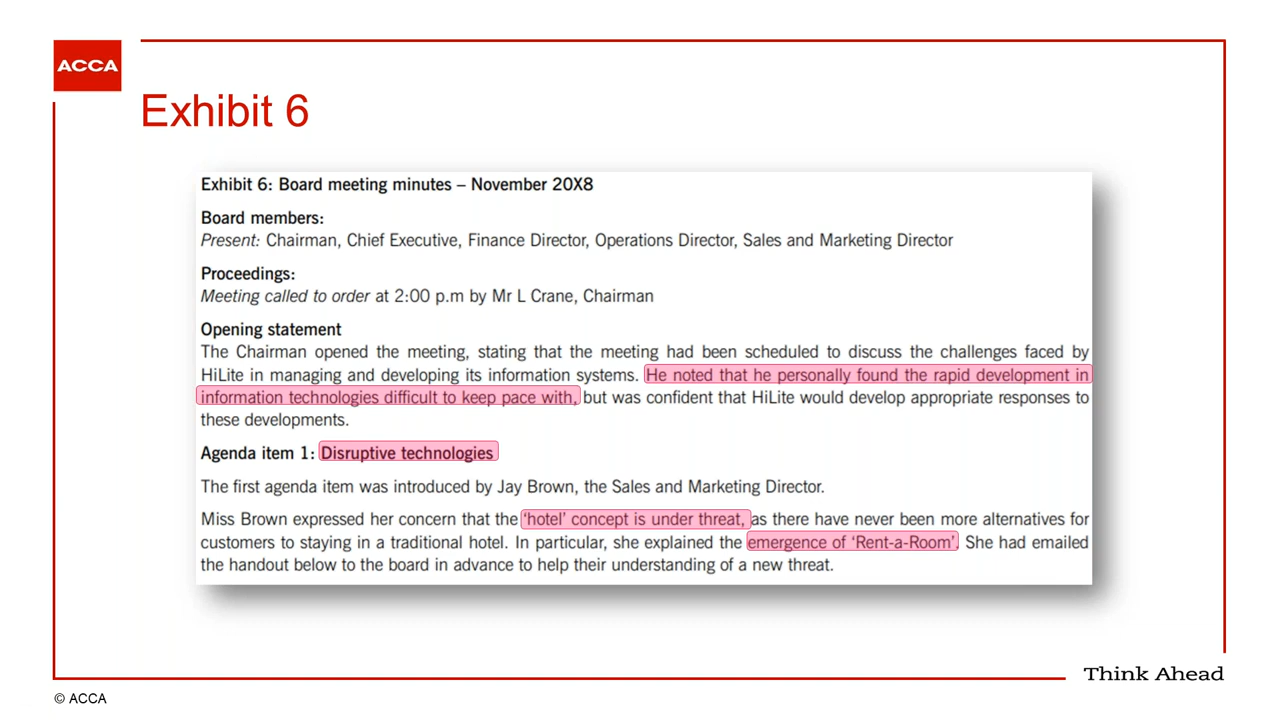 ACCA
Exhibit 6
Exhibit 6: Board meeting minutes – November 20X8
Board members:
Present: Chairman, Chief Executive, Finance Director, Operations Director, Sales and Marketing Director
Proceedings:
Meeting called to order at 2:00 p.m by Mr L Crane, Chairman
Opening statement
The Chairman opened the meeting, stating that the meeting had been scheduled to discuss the challenges faced by
HiLite in managing and developing its information systems. He noted that he personally found the rapid development in
information technologies difficult to keep pace with, but was confident that HiLite would develop appropriate responses to
these developments.
Agenda item 1: Disruptive technologies
The first agenda item was introduced by Jay Brown, the Sales and Marketing Director.
Miss Brown expressed her concern that the ‘hotel’ concept is under threat, as there have never been more alternatives for
customers to staying in a traditional hotel. In particular, she explained the emergence of ‘Rent-a-Room’. She had emailed
the handout below to the board in advance to help their understanding of a new threat.
Think Ahead
© ACCA